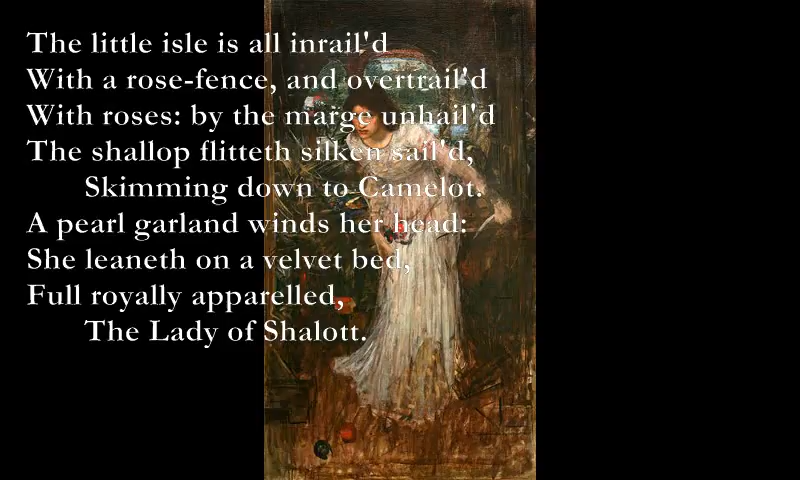 The little isle is all inrail'd
With a rose-fence, and overtrail'd
With roses: by the marge unhail'd
The shallop flitteth silken sail'd,
Skimming down to Camelot.
A pearl garland winds her head:
She leaneth on a velvet bed,
Full royally apparelled,
The Lady of Shalott.